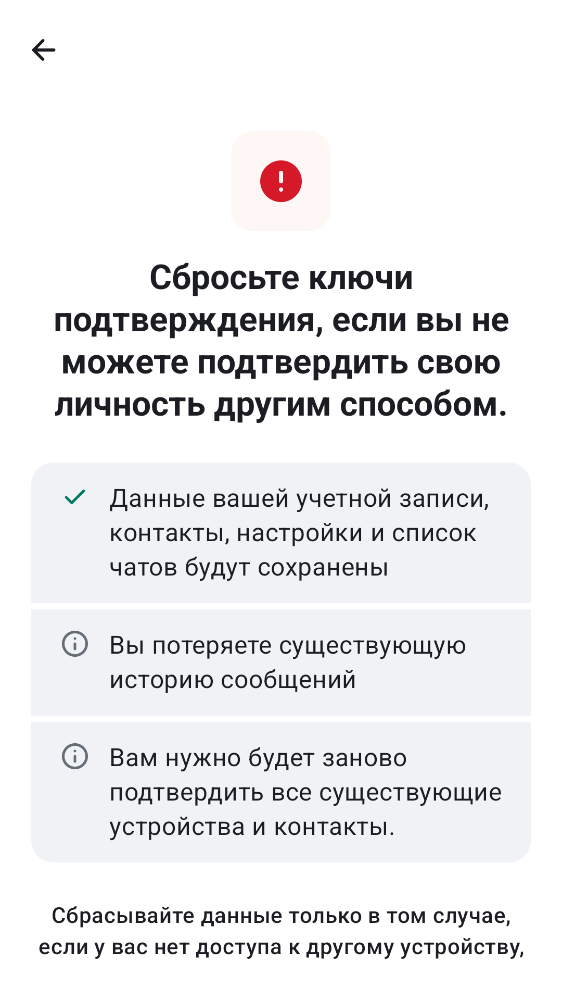 Сбросьте ключи
подтверждения, если вы не
можете подтвердить свою
личность другим способом.
Данные вашей учетной записи,
контакты, настройки и список
чатов будут сохранены
Вы потеряете существующую
историю сообщений
Вам нужно будет заново
подтвердить все существующие
устройства и контакты.
Сбрасывайте данные только в том случае,
если у вас нет доступа к другому устройству,